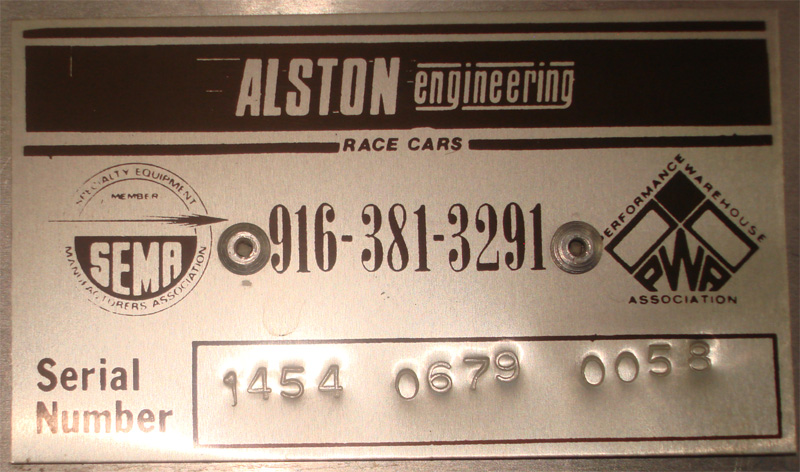 ALSTON engineering
RACE CARS
SPECIALTY EQUIPMENT
MEMBER
SEMA
MANUFACTURERS ASSOCIATION
916-381-3291
PERFORMANCE WAREHOUSE
PWA
ASSOCIATION
Serial
Number
1454 0679 0058